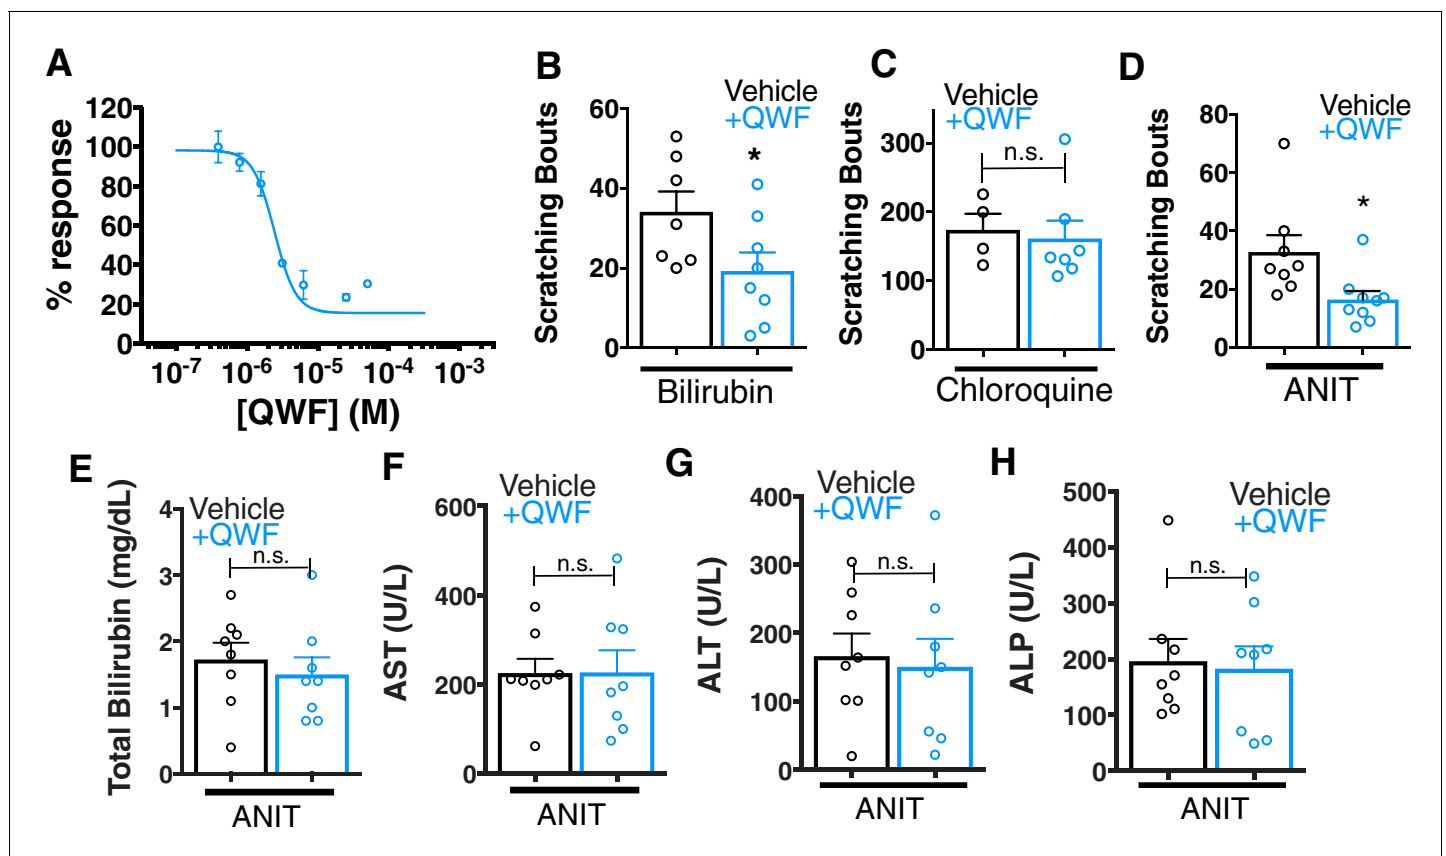 A
% response
120
100
80
60
40
20
0
10-7 10-6 10-5 10-4 10-3
[QWF] (M)
B
Scratching Bouts
Vehicle
+QWF
60
40
20
0
*
Bilirubin
C
Scratching Bouts
Vehicle
+QWF
n.s.
300
200
100
0
Chloroquine
D
Scratching Bouts
Vehicle
+QWF
80
60
40
20
0
*
ANIT
E
Total Bilirubin (mg/dL)
Vehicle
+QWF
n.s.
4
3
2
1
0
ANIT
F
AST (U/L)
Vehicle
+QWF
n.s.
600
400
200
0
ANIT
G
ALT (U/L)
Vehicle
+QWF
n.s.
400
300
200
100
0
ANIT
H
ALP (U/L)
Vehicle
+QWF
n.s.
500
400
300
200
100
0
ANIT